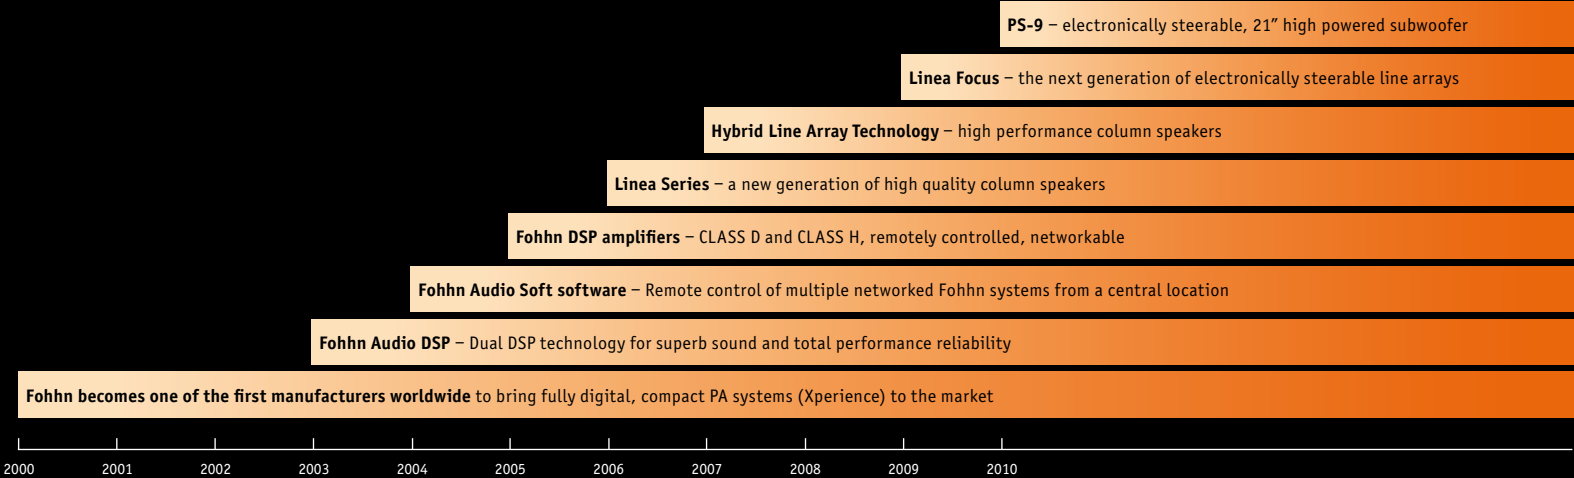 PS-9 – electronically steerable, 21″ high powered subwoofer
Linea Focus – the next generation of electronically steerable line arrays
Hybrid Line Array Technology – high performance column speakers
Linea Series – a new generation of high quality column speakers
Fohhn DSP amplifiers – CLASS D and CLASS H, remotely controlled, networkable
Fohhn Audio Soft software – Remote control of multiple networked Fohhn systems from a central location
Fohhn Audio DSP – Dual DSP technology for superb sound and total performance reliability
Fohhn becomes one of the first manufacturers worldwide to bring fully digital, compact PA systems (Xperience) to the market
2000 2001 2002 2003 2004 2005 2006 2007 2008 2009 2010